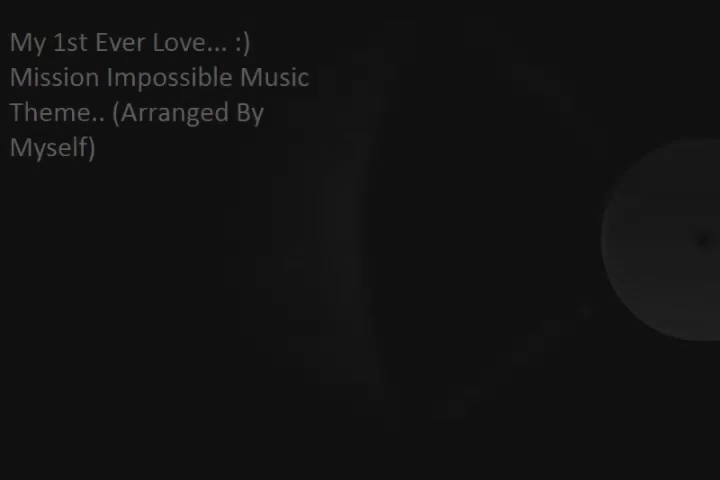 My 1st Ever Love... :)
Mission Impossible Music
Theme.. (Arranged By
Myself)